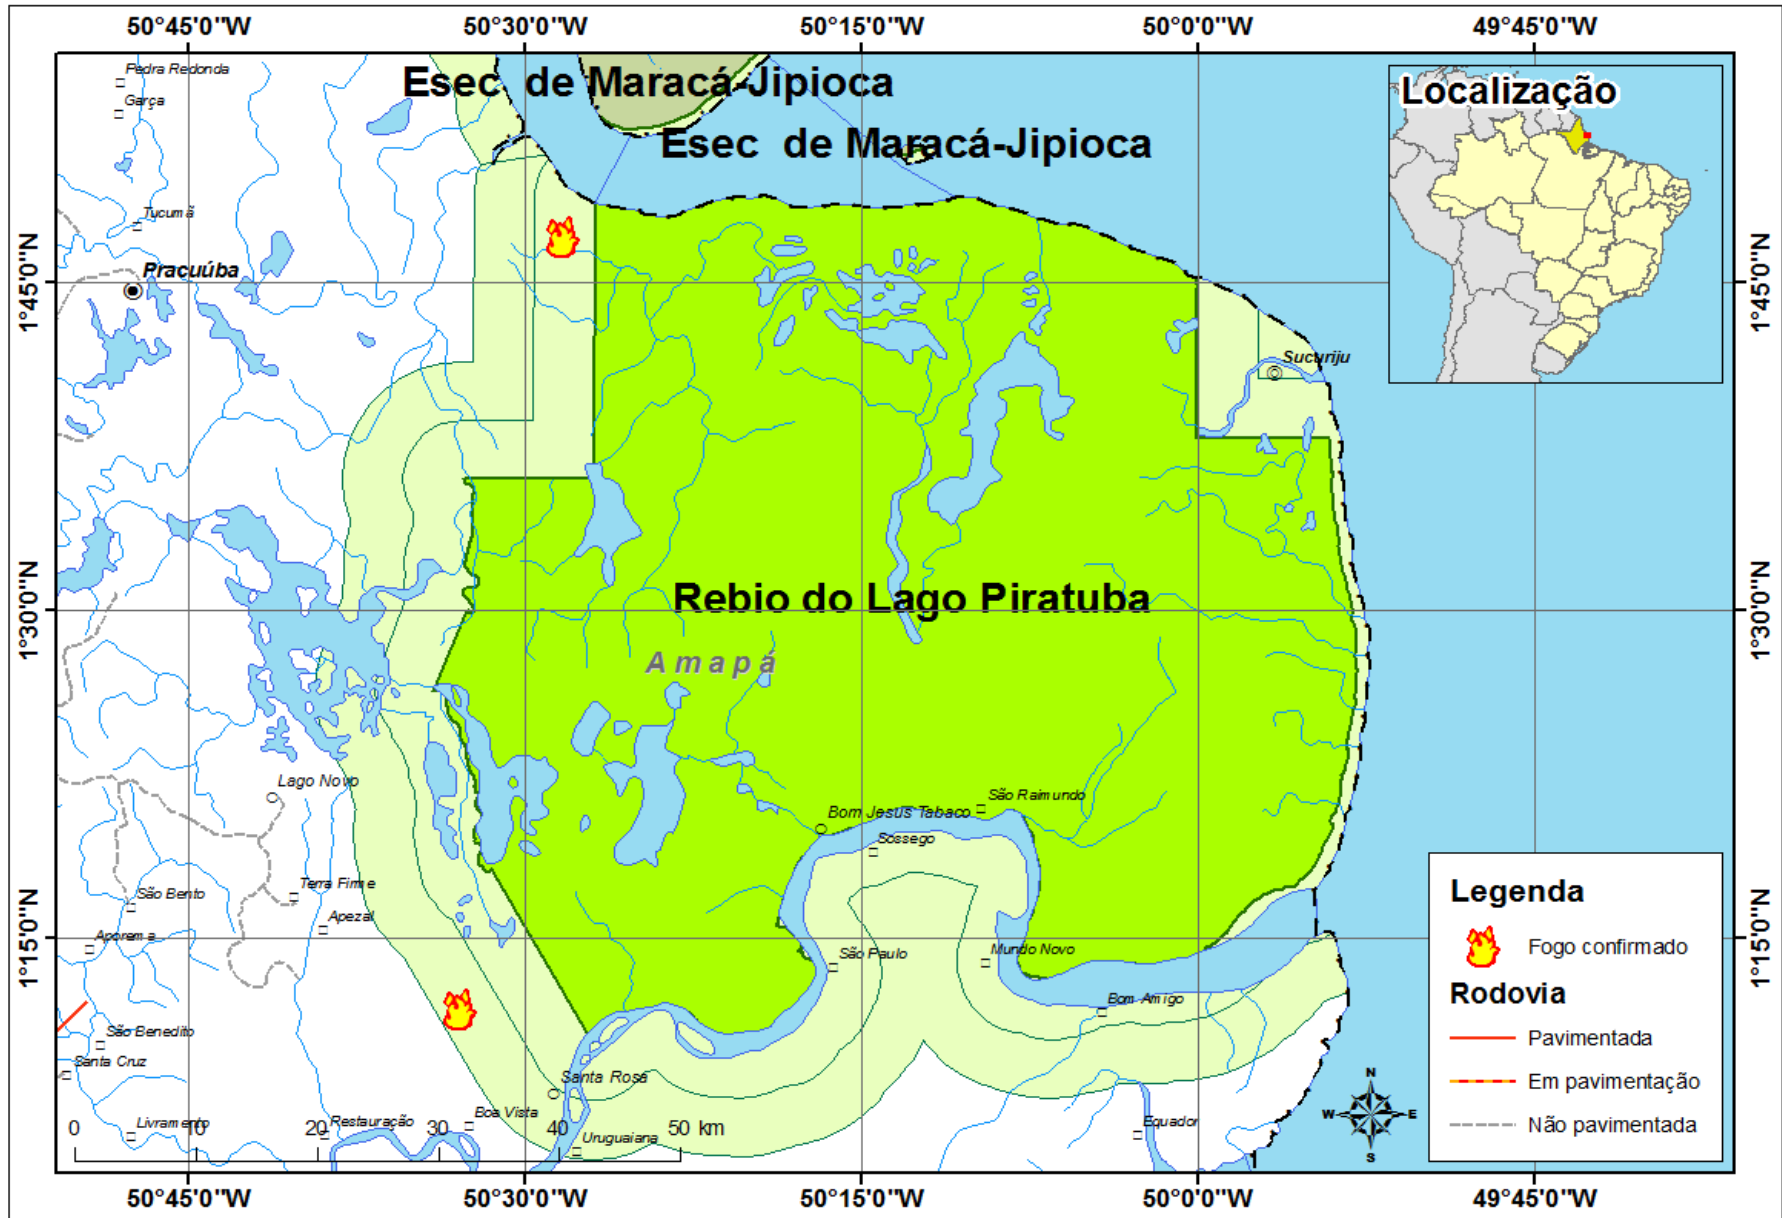 50°45'0"W
50°30'0"W
50°15'0"W
50°0'0"W
49°45'0"W
Pedra Redonda
Garça
Esec de Maracá-Jipioca
Esec de Maracá-Jipioca
Localização
Tucumã
Pracuúba
1°45'0"N
1°45'0"N
Sucuriju
Rebio do Lago Piratuba
1°30'0"N
1°30'0"N
Amapá
Lago Novo
São Raimundo
Bom Jesus Tabaco
Sossego
Terra Firme
São Bento
Apezal
Aporema
São Paulo
Mundo Novo
1°15'0"N
1°15'0"N
Bom Amigo
São Benedito
Santa Cruz
Santa Rosa
Boa Vista
Livramento
Restauração
Uruguaiana
Equador
0 10 20 30 40 50 km
Legenda
Fogo confirmado
Rodovia
Pavimentada
Em pavimentação
Não pavimentada
N
W E
S
50°45'0"W
50°30'0"W
50°15'0"W
50°0'0"W
49°45'0"W